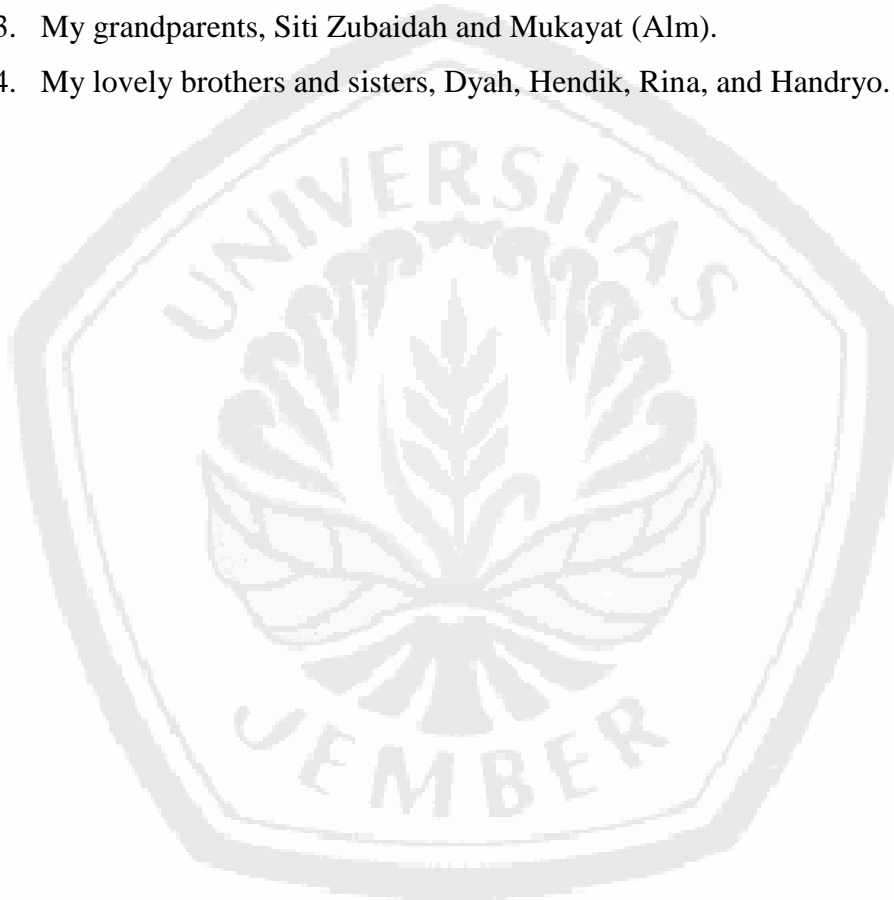 3. My grandparents, Siti Zubaidah and Mukayat (Alm).
4. My lovely brothers and sisters, Dyah, Hendik, Rina, and Handryo.
UNIVERSITAS
JEMBER